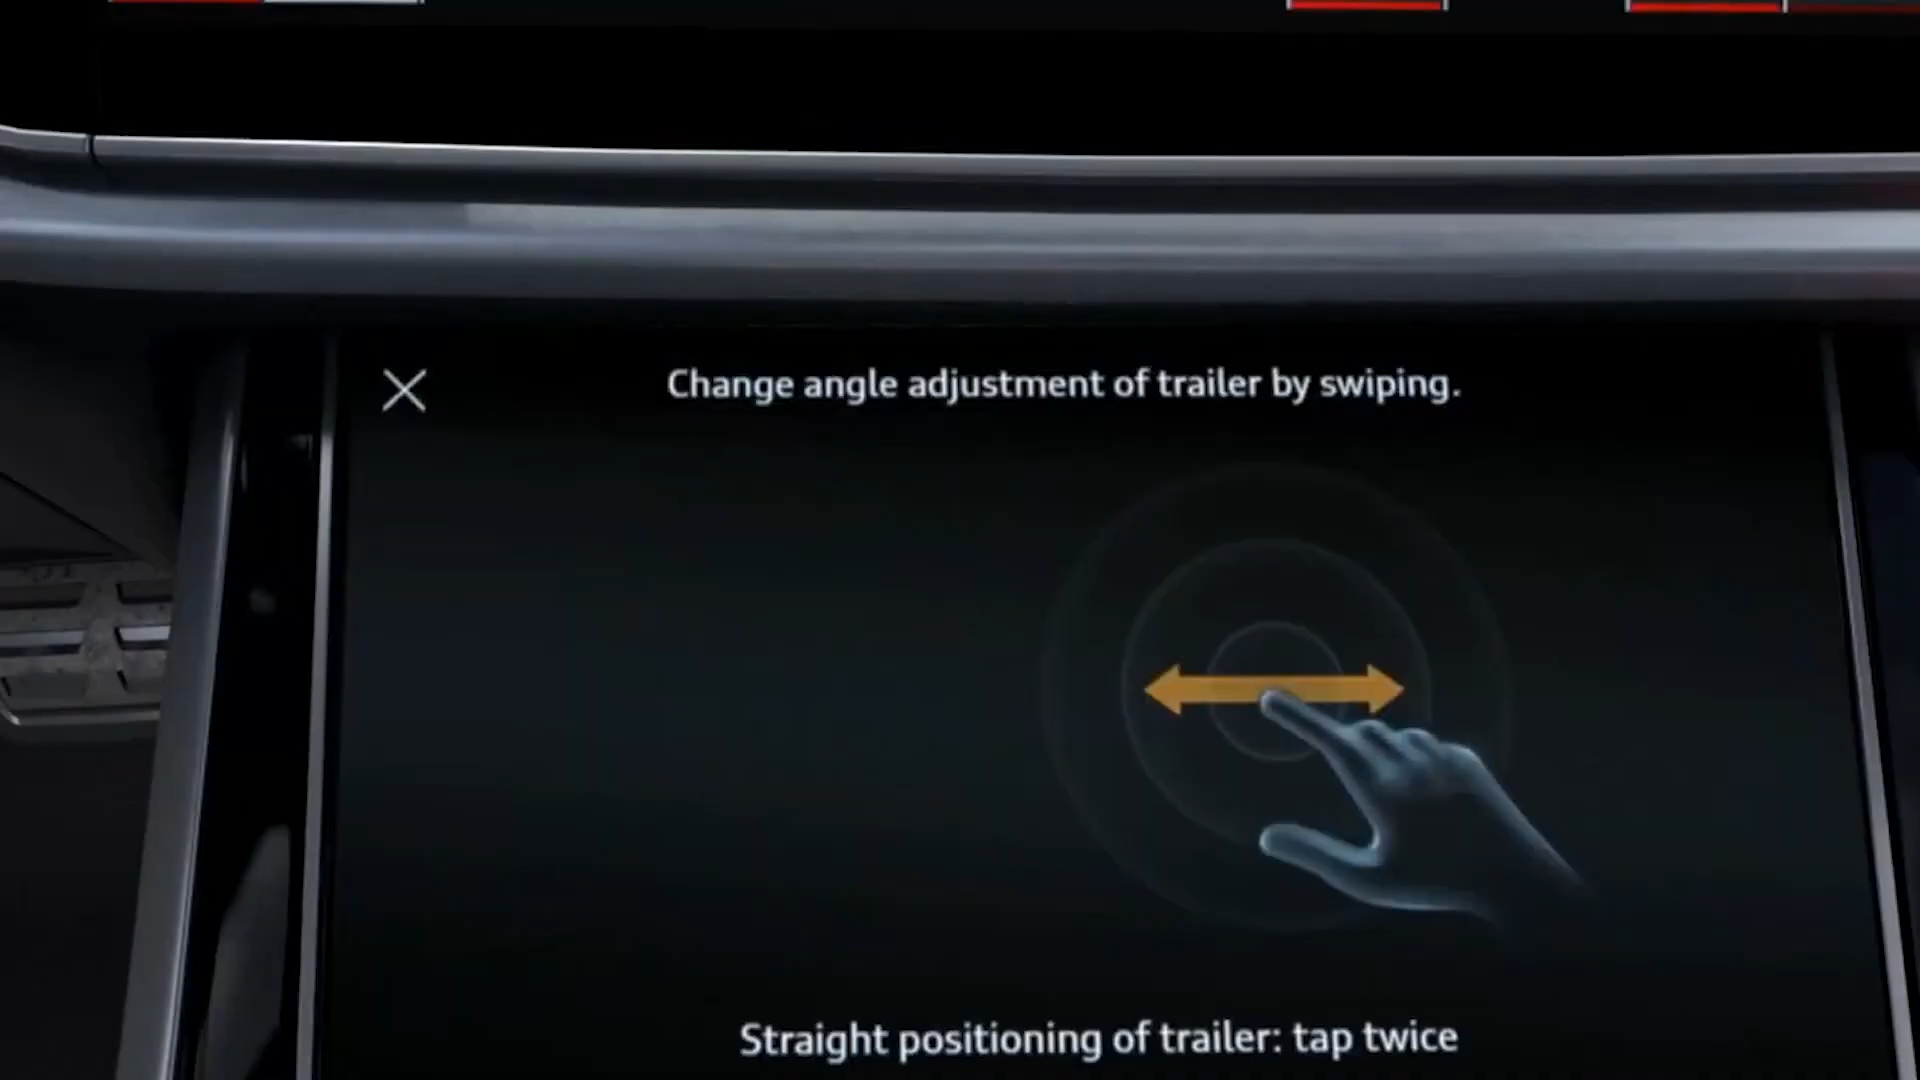 Change angle adjustment of trailer by swiping.
Straight positioning of trailer: tap twice